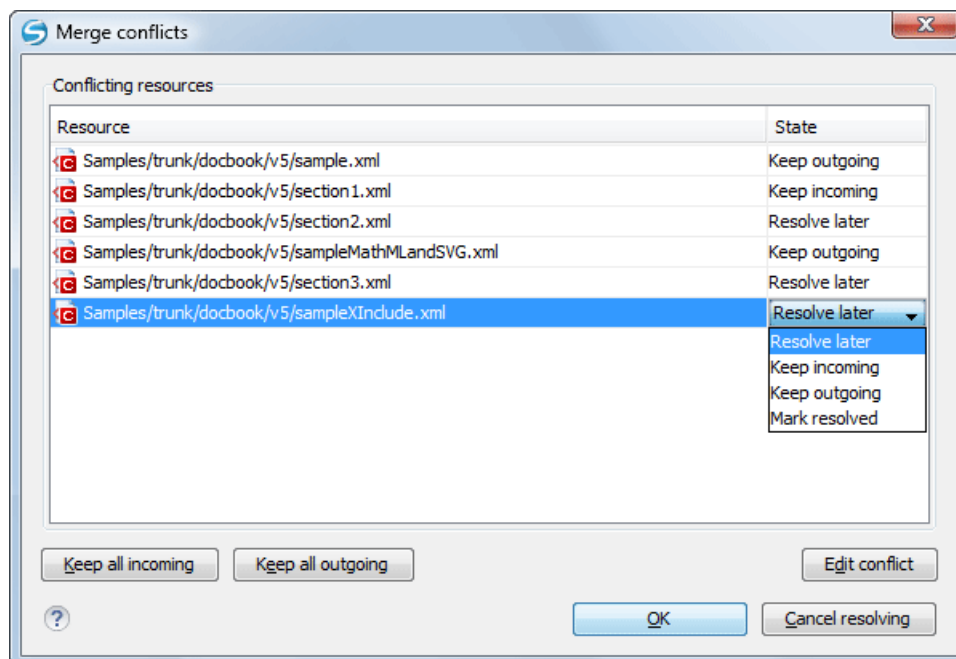 Merge conflicts
Conflicting resources
Resource State
Samples/trunk/docbook/v5/sample.xml Keep outgoing
Samples/trunk/docbook/v5/section1.xml Keep incoming
Samples/trunk/docbook/v5/section2.xml Resolve later
Samples/trunk/docbook/v5/sampleMathMLandSVG.xml Keep outgoing
Samples/trunk/docbook/v5/section3.xml Resolve later
Samples/trunk/docbook/v5/sampleXInclude.xml Resolve later
Resolve later
Keep incoming
Keep outgoing
Mark resolved
Keep all incoming Keep all outgoing Edit conflict
? OK Cancel resolving